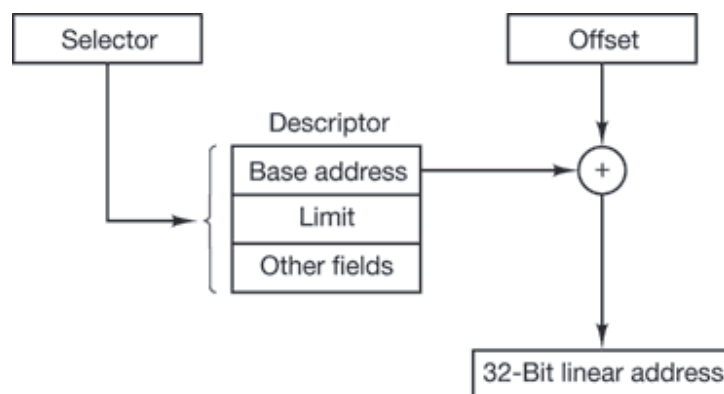 Selector
Offset
Descriptor
Base address
+
Limit
Other fields
32-Bit linear address